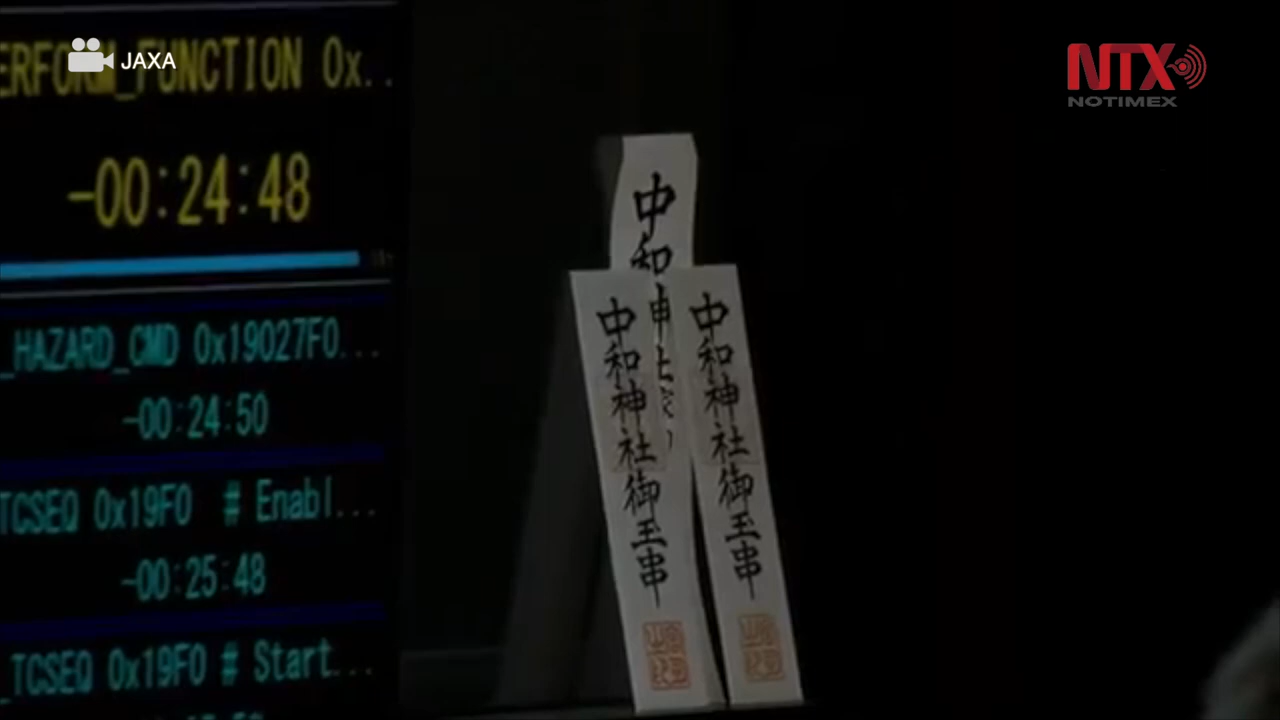 JAXA
NTX
NOTIMEX
ERFORM_FUNCTION 0x..
-00:24:48
_HAZARD_CMD 0x19027F0...
-00:24:50
TCSEQ 0x19F0 # Enabl...
-00:25:48
_TCSEQ 0x19F0 # Start...
中和神社
中和神社御玉串
中和神社御玉串